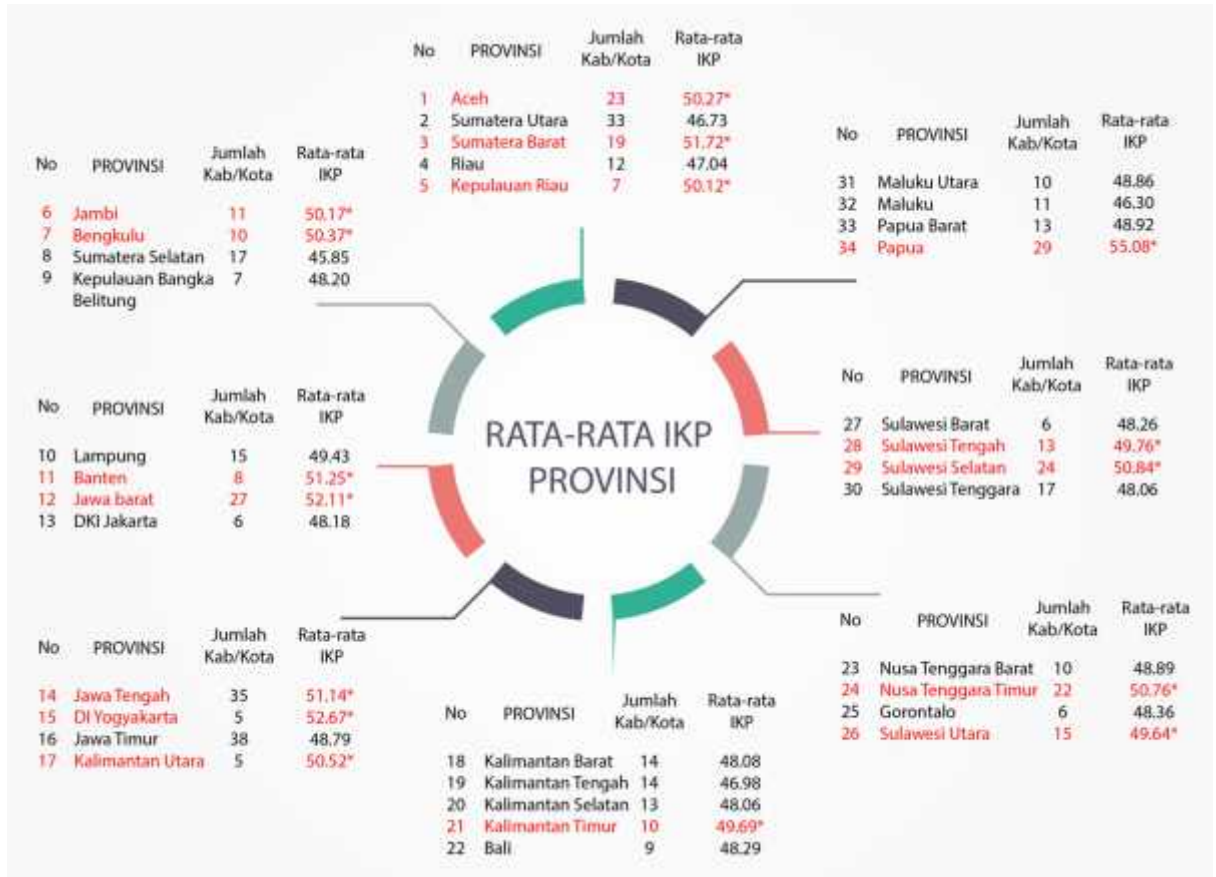 No PROVINSI Jumlah Kab/Kota Rata-rata IKP
1 Aceh 23 50.27*
2 Sumatera Utara 33 46.73
3 Sumatera Barat 19 51.72*
4 Riau 12 47.04
5 Kepulauan Riau 7 50.12*
No PROVINSI Jumlah Kab/Kota Rata-rata IKP
6 Jambi 11 50.17*
7 Bengkulu 10 50.37*
8 Sumatera Selatan 17 45.85
9 Kepulauan Bangka 7 48.20
Belitung
No PROVINSI Jumlah Kab/Kota Rata-rata IKP
10 Lampung 15 49.43
11 Banten 8 51.25*
12 Jawa barat 27 52.11*
13 DKI Jakarta 6 48.18
No PROVINSI Jumlah Kab/Kota Rata-rata IKP
14 Jawa Tengah 35 51.14*
15 DI Yogyakarta 5 52.67*
16 Jawa Timur 38 48.79
17 Kalimantan Utara 5 50.52*
RATA-RATA IKP
PROVINSI
No PROVINSI Jumlah Kab/Kota Rata-rata IKP
18 Kalimantan Barat 14 48.08
19 Kalimantan Tengah 14 46.98
20 Kalimantan Selatan 13 48.06
21 Kalimantan Timur 10 49.69*
22 Bali 9 48.29
No PROVINSI Jumlah Kab/Kota Rata-rata IKP
23 Nusa Tenggara Barat 10 48.89
24 Nusa Tenggara Timur 22 50.76*
25 Gorontalo 6 48.36
26 Sulawesi Utara 15 49.64*
No PROVINSI Jumlah Kab/Kota Rata-rata IKP
27 Sulawesi Barat 6 48.26
28 Sulawesi Tengah 13 49.76*
29 Sulawesi Selatan 24 50.84*
30 Sulawesi Tenggara 17 48.06
No PROVINSI Jumlah Kab/Kota Rata-rata IKP
31 Maluku Utara 10 48.86
32 Maluku 11 46.30
33 Papua Barat 13 48.92
34 Papua 29 55.08*